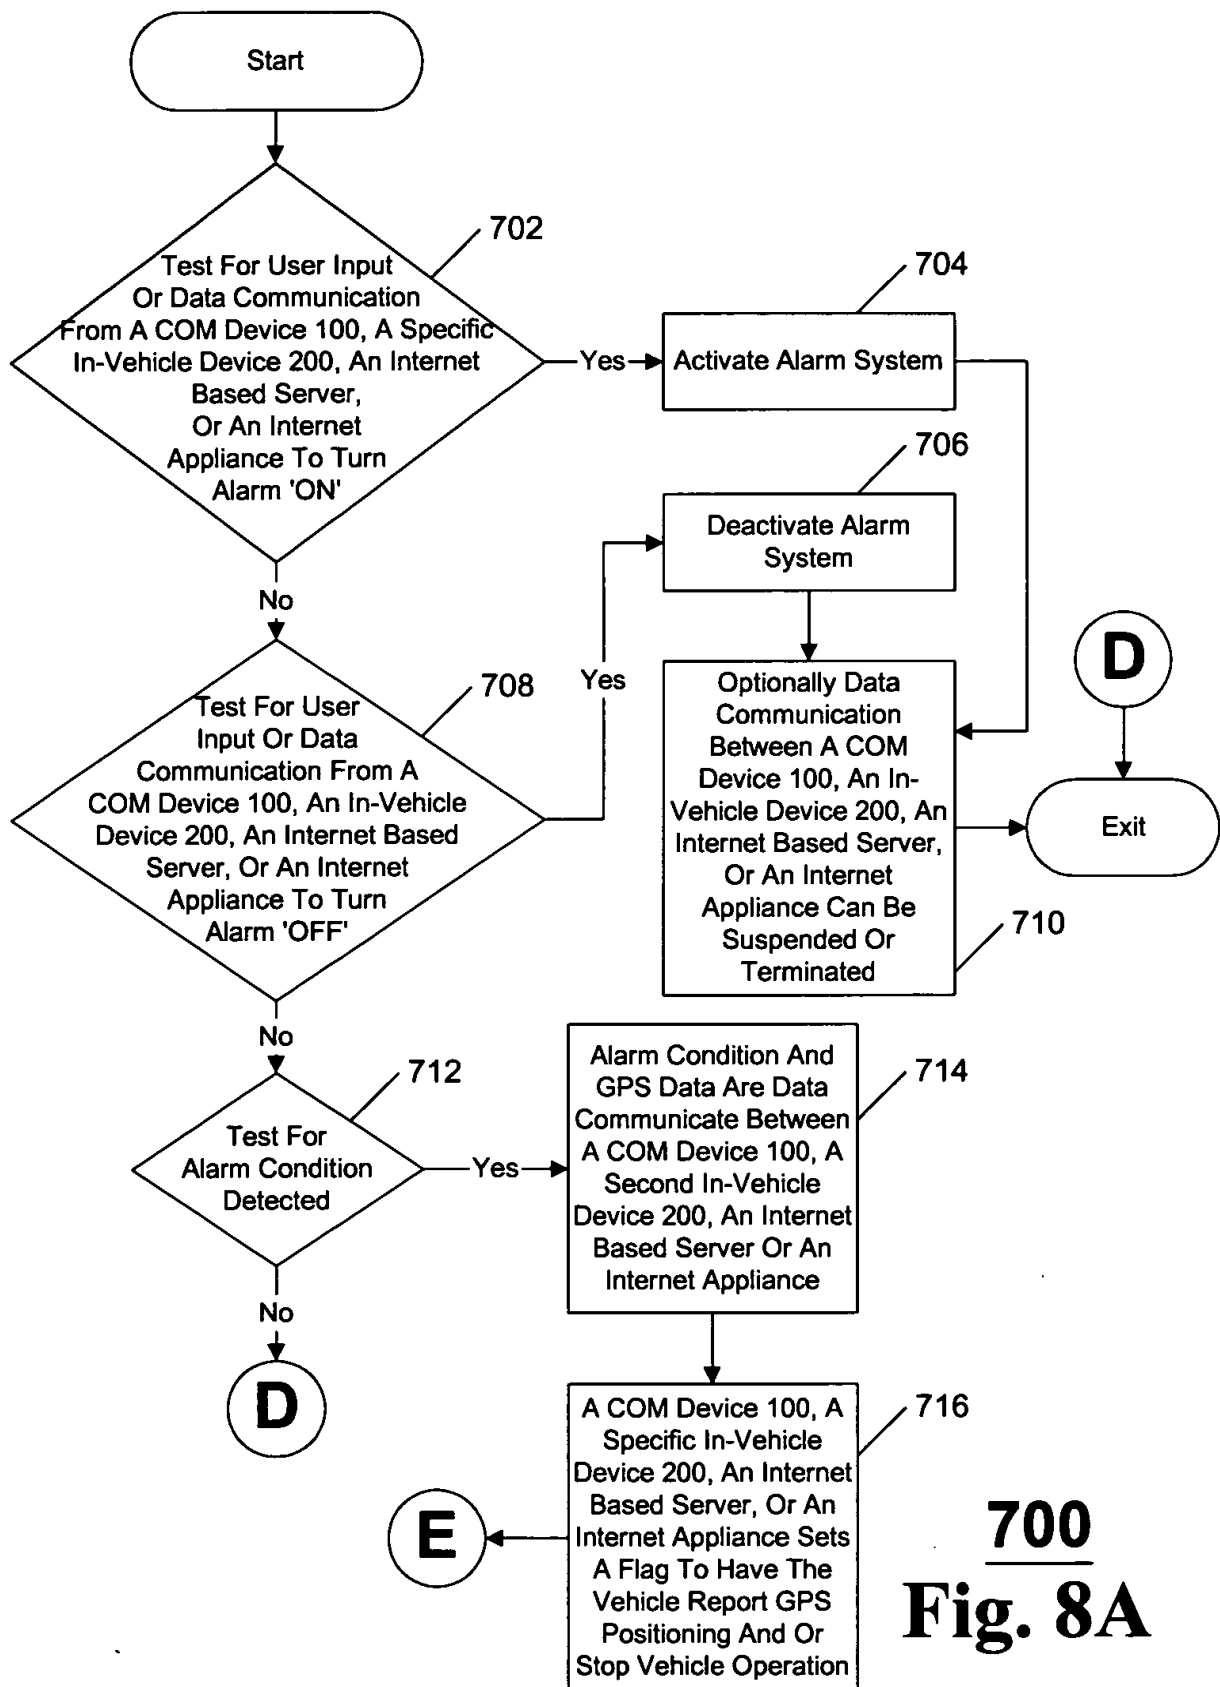 Start
702
Test For User Input
Or Data Communication
From A COM Device 100, A Specific
In-Vehicle Device 200, An Internet
Based Server,
Or An Internet
Appliance To Turn
Alarm 'ON'
Yes
704
Activate Alarm System
706
Deactivate Alarm
System
No
708
Test For User
Input Or Data
Communication From A
COM Device 100, An In-Vehicle
Device 200, An Internet Based
Server, Or An Internet
Appliance To Turn
Alarm 'OFF'
Yes
Optionally Data
Communication
Between A COM
Device 100, An In-
Vehicle Device 200, An
Internet Based Server,
Or An Internet
Appliance Can Be
Suspended Or
Terminated
710
D
Exit
No
712
Test For
Alarm Condition
Detected
Yes
Alarm Condition And
GPS Data Are Data
Communicate Between
A COM Device 100, A
Second In-Vehicle
Device 200, An Internet
Based Server Or An
Internet Appliance
714
No
D
A COM Device 100, A
Specific In-Vehicle
Device 200, An Internet
Based Server, Or An
Internet Appliance Sets
A Flag To Have The
Vehicle Report GPS
Positioning And Or
Stop Vehicle Operation
716
E
700
Fig. 8A